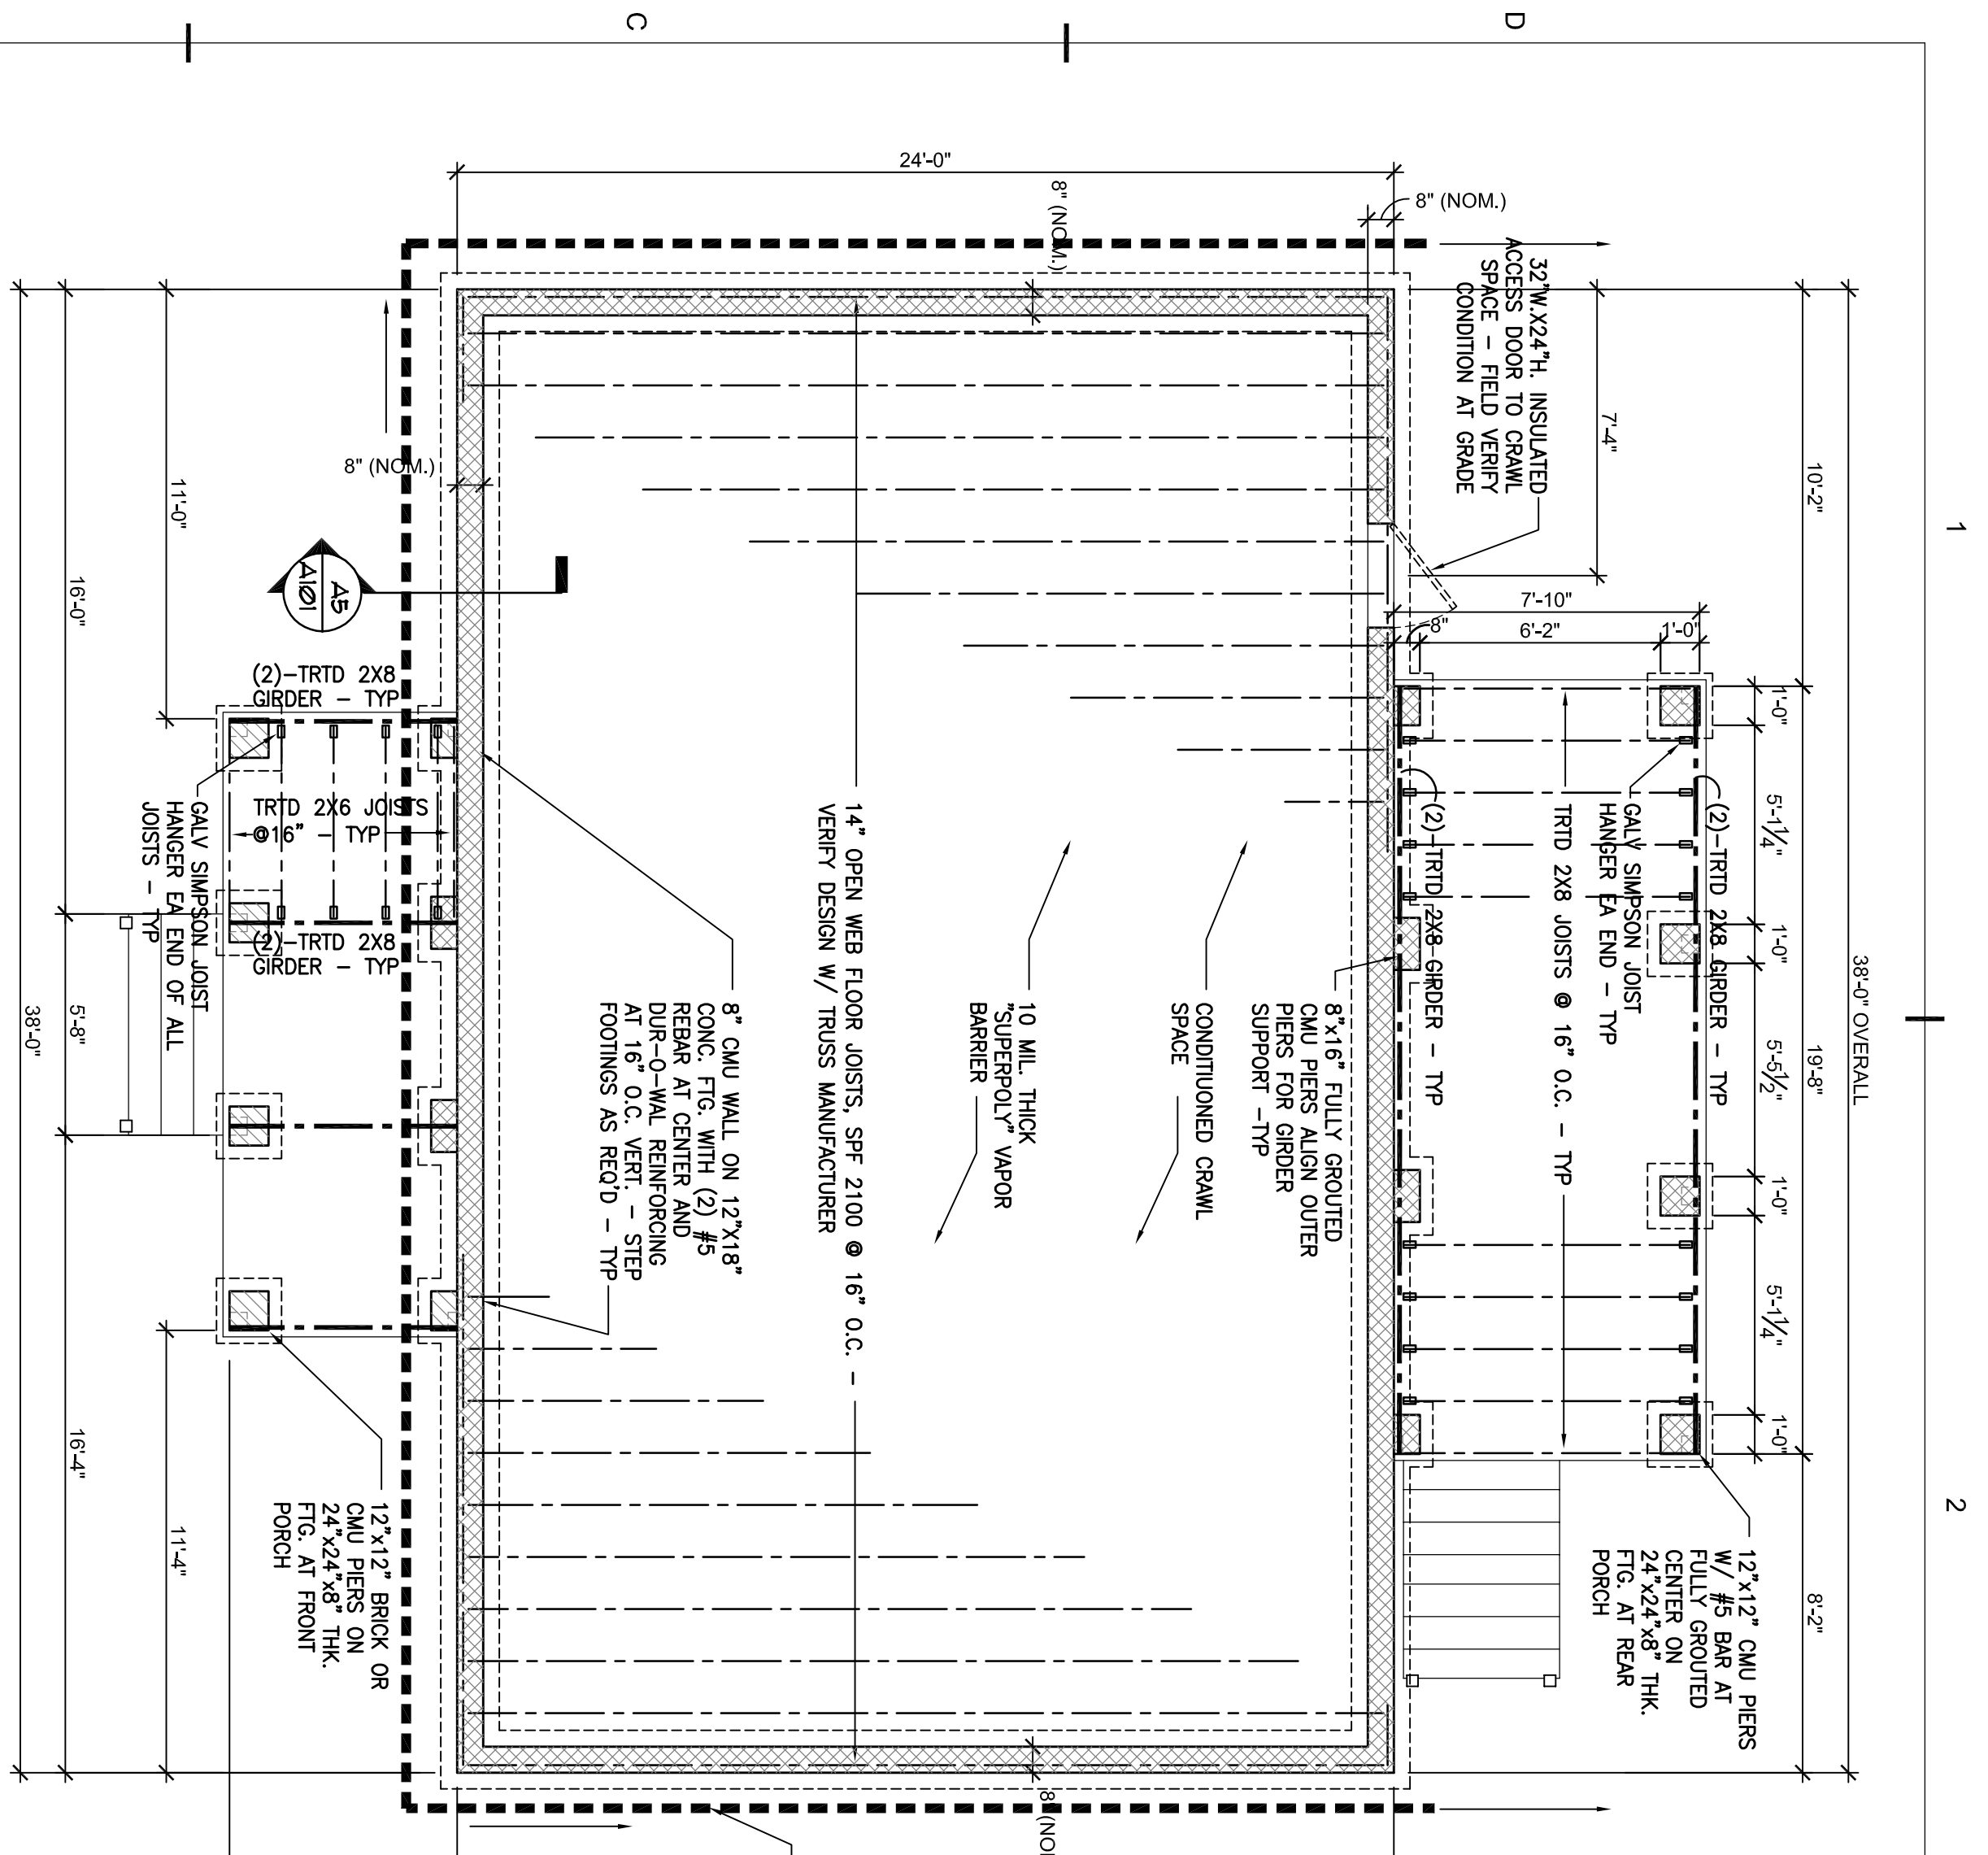 C
D
1
2
24'-0"
8" (NOM.)
8" (NOM.)
32"W.X24"H. INSULATED
ACCESS DOOR TO CRAWL
SPACE - FIELD VERIFY
CONDITION AT GRADE
7'-4"
10'-2"
38'-0" OVERALL
19'-8"
8'-2"
7'-10"
8"
6'-2"
1'-0"
1'-0"
5'-1¼"
1'-0"
5'-5½"
1'-0"
5'-1¼"
1'-0"
(2)-TRTD 2X8 GIRDER - TYP
GALV SIMPSON JOIST
HANGER EA END - TYP
TRTD 2X8 JOISTS @ 16" O.C. - TYP
(2)-TRTD 2X8 GIRDER - TYP
8"x16" FULLY GROUTED
CMU PIERS ALIGN OUTER
PIERS FOR GIRDER
SUPPORT -TYP
CONDITIUONED CRAWL
SPACE
10 MIL. THICK
"SUPERPOLY" VAPOR
BARRIER
14" OPEN WEB FLOOR JOISTS, SPF 2100 @ 16" O.C. -
VERIFY DESIGN W/ TRUSS MANUFACTURER
8" CMU WALL ON 12"X18"
CONC. FTG. WITH (2) #5
REBAR AT CENTER AND
DUR-O-WAL REINFORCING
AT 16" O.C. VERT. - STEP
FOOTINGS AS REQ'D - TYP
12"x12" CMU PIERS
W/ #5 BAR AT
FULLY GROUTED
CENTER ON
24"x24"x8" THK.
FTG. AT REAR
PORCH
8" (NOM.)
A5
A101
(2)-TRTD 2X8
GIRDER - TYP
TRTD 2X6 JOISTS
@16" - TYP
(2)-TRTD 2X8
GIRDER - TYP
GALV SIMPSON JOIST
HANGER EA END OF ALL
JOISTS - TYP
12"x12" BRICK OR
CMU PIERS ON
24"x24"x8" THK.
FTG. AT FRONT
PORCH
11'-0"
11'-4"
16'-0"
5'-8"
16'-4"
38'-0"
8" (NO